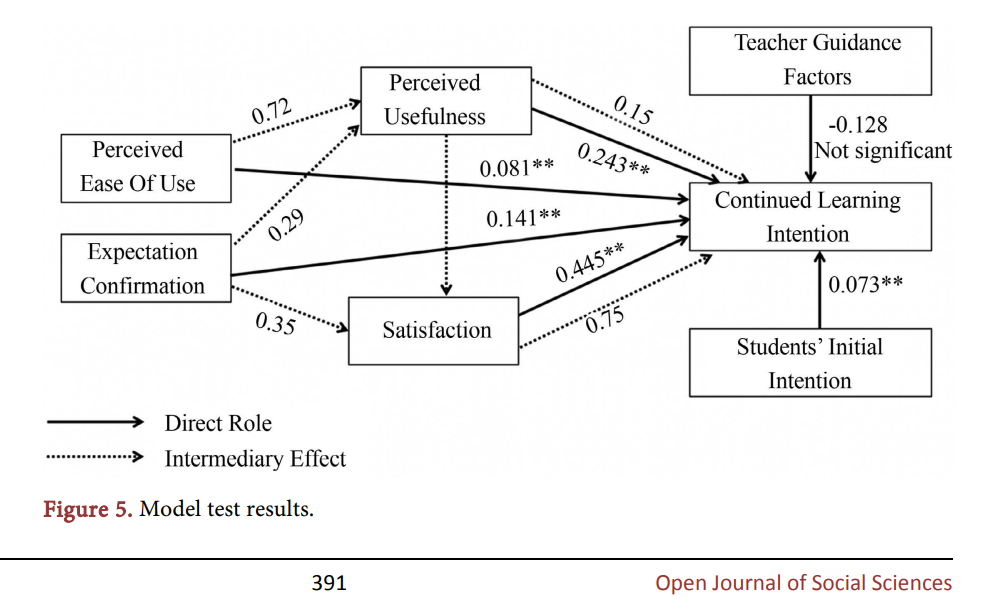 Teacher Guidance
Factors
Perceived
Usefulness
0.72
0.15
-0.128
Not significant
0.243**
Perceived
Ease Of Use
0.081**
Continued Learning
Intention
0.141**
0.29
Expectation
Confirmation
0.445**
0.073**
0.35
Satisfaction
0.75
Students’ Initial
Intention
Direct Role
Intermediary Effect
Figure 5. Model test results.
391
Open Journal of Social Sciences